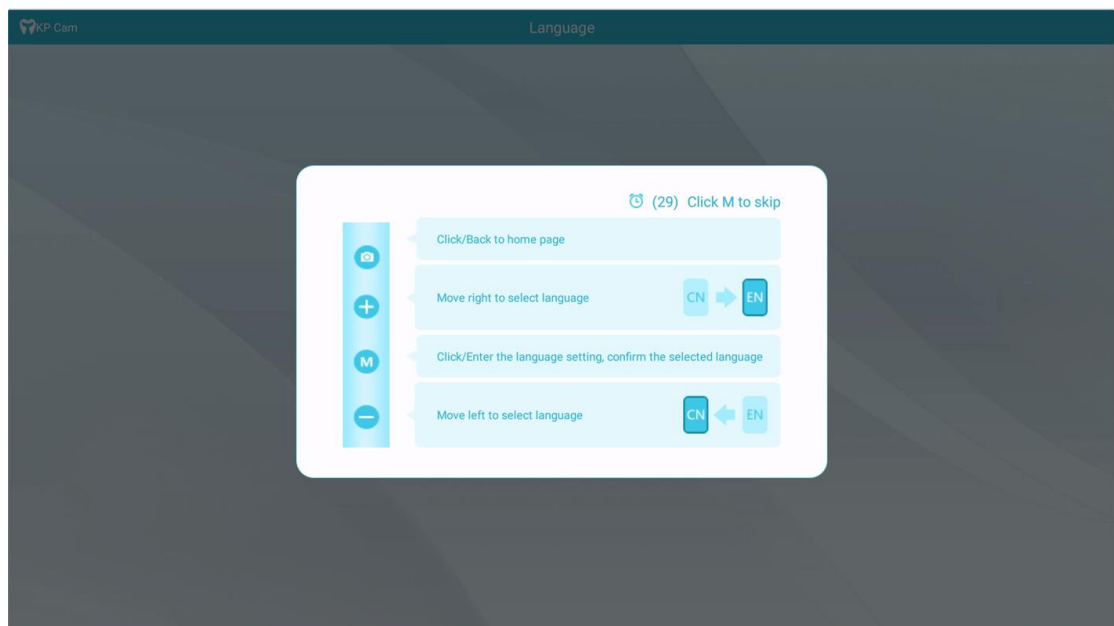 KP Cam
Language
(29) Click M to skip
Click/Back to home page
+
Move right to select language
CN EN
M
Click/Enter the language setting, confirm the selected language
−
Move left to select language
CN EN